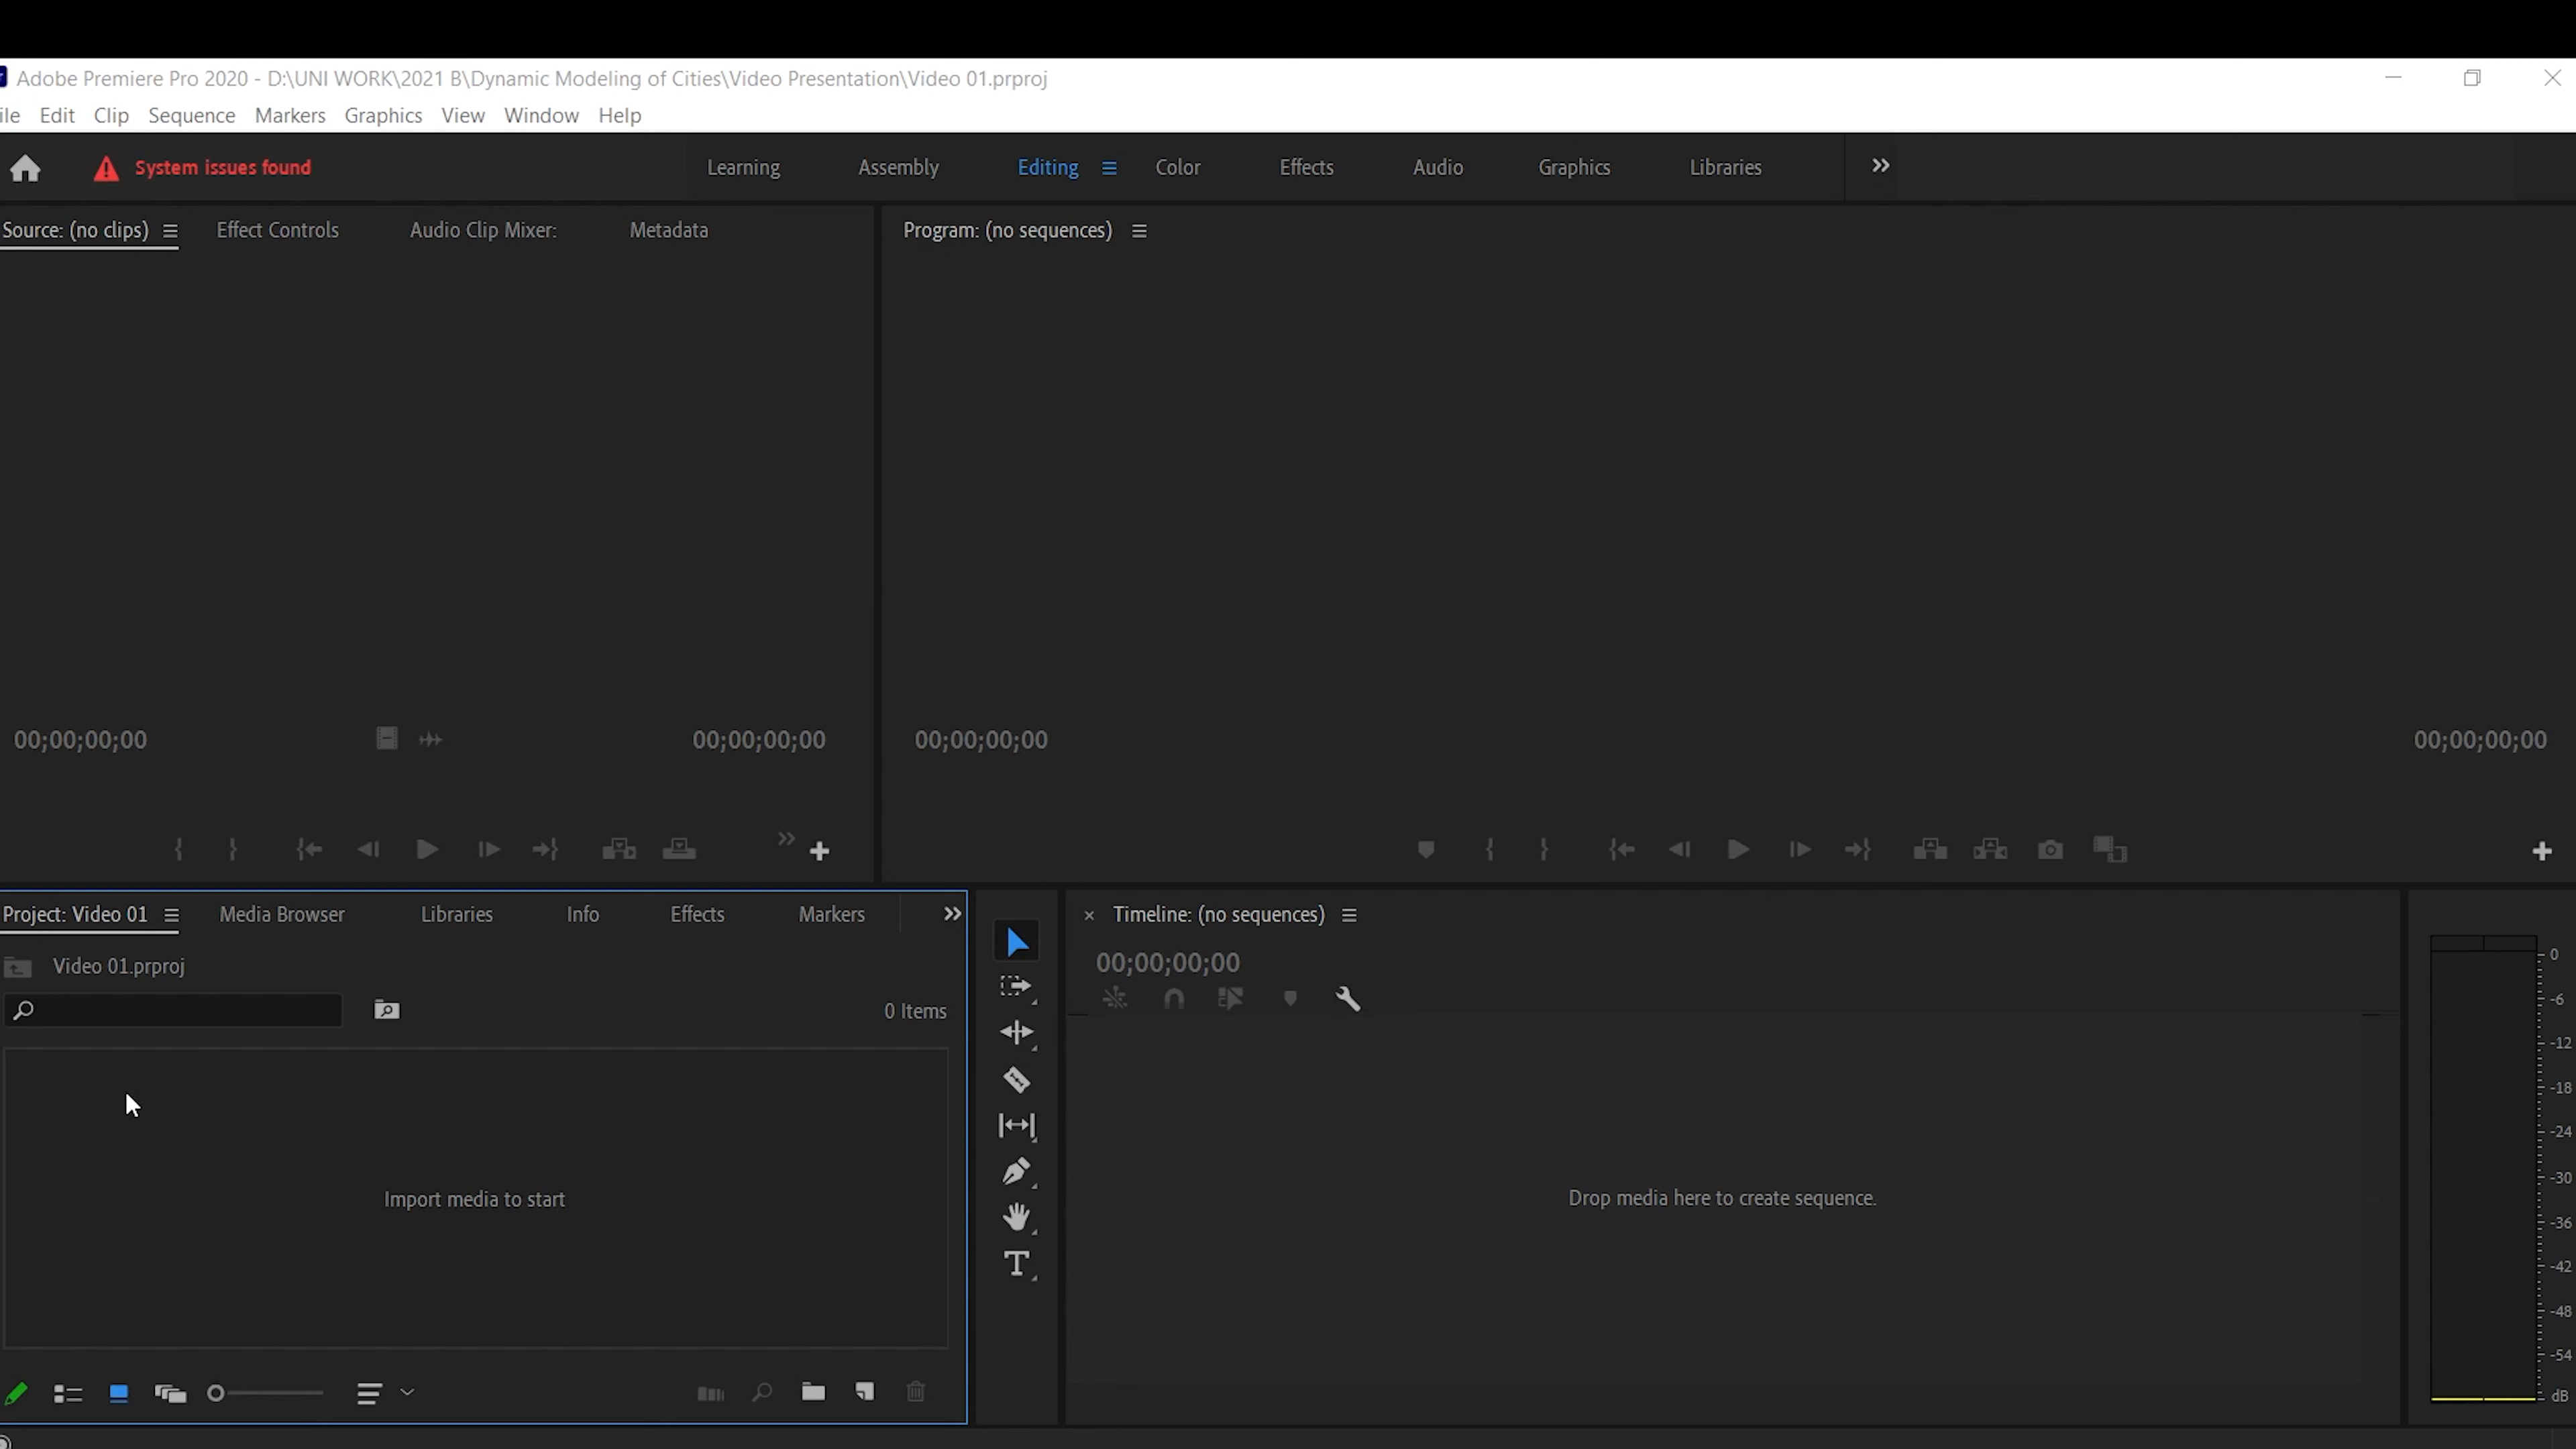 Adobe Premiere Pro 2020 - D:\UNI WORK\2021 B\Dynamic Modeling of Cities\Video Presentation\Video 01.prproj
ile Edit Clip Sequence Markers Graphics View Window Help
System issues found Learning Assembly Editing Color Effects Audio Graphics Libraries
Source: (no clips) Effect Controls Audio Clip Mixer: Metadata Program: (no sequences)
00;00;00;00 00;00;00;00 00;00;00;00 00;00;00;00
Project: Video 01 Media Browser Libraries Info Effects Markers
Video 01.prproj
0 Items
Import media to start
Timeline: (no sequences)
00;00;00;00
Drop media here to create sequence.
0
-6
-12
-18
-24
-30
-36
-42
-48
-54
dB